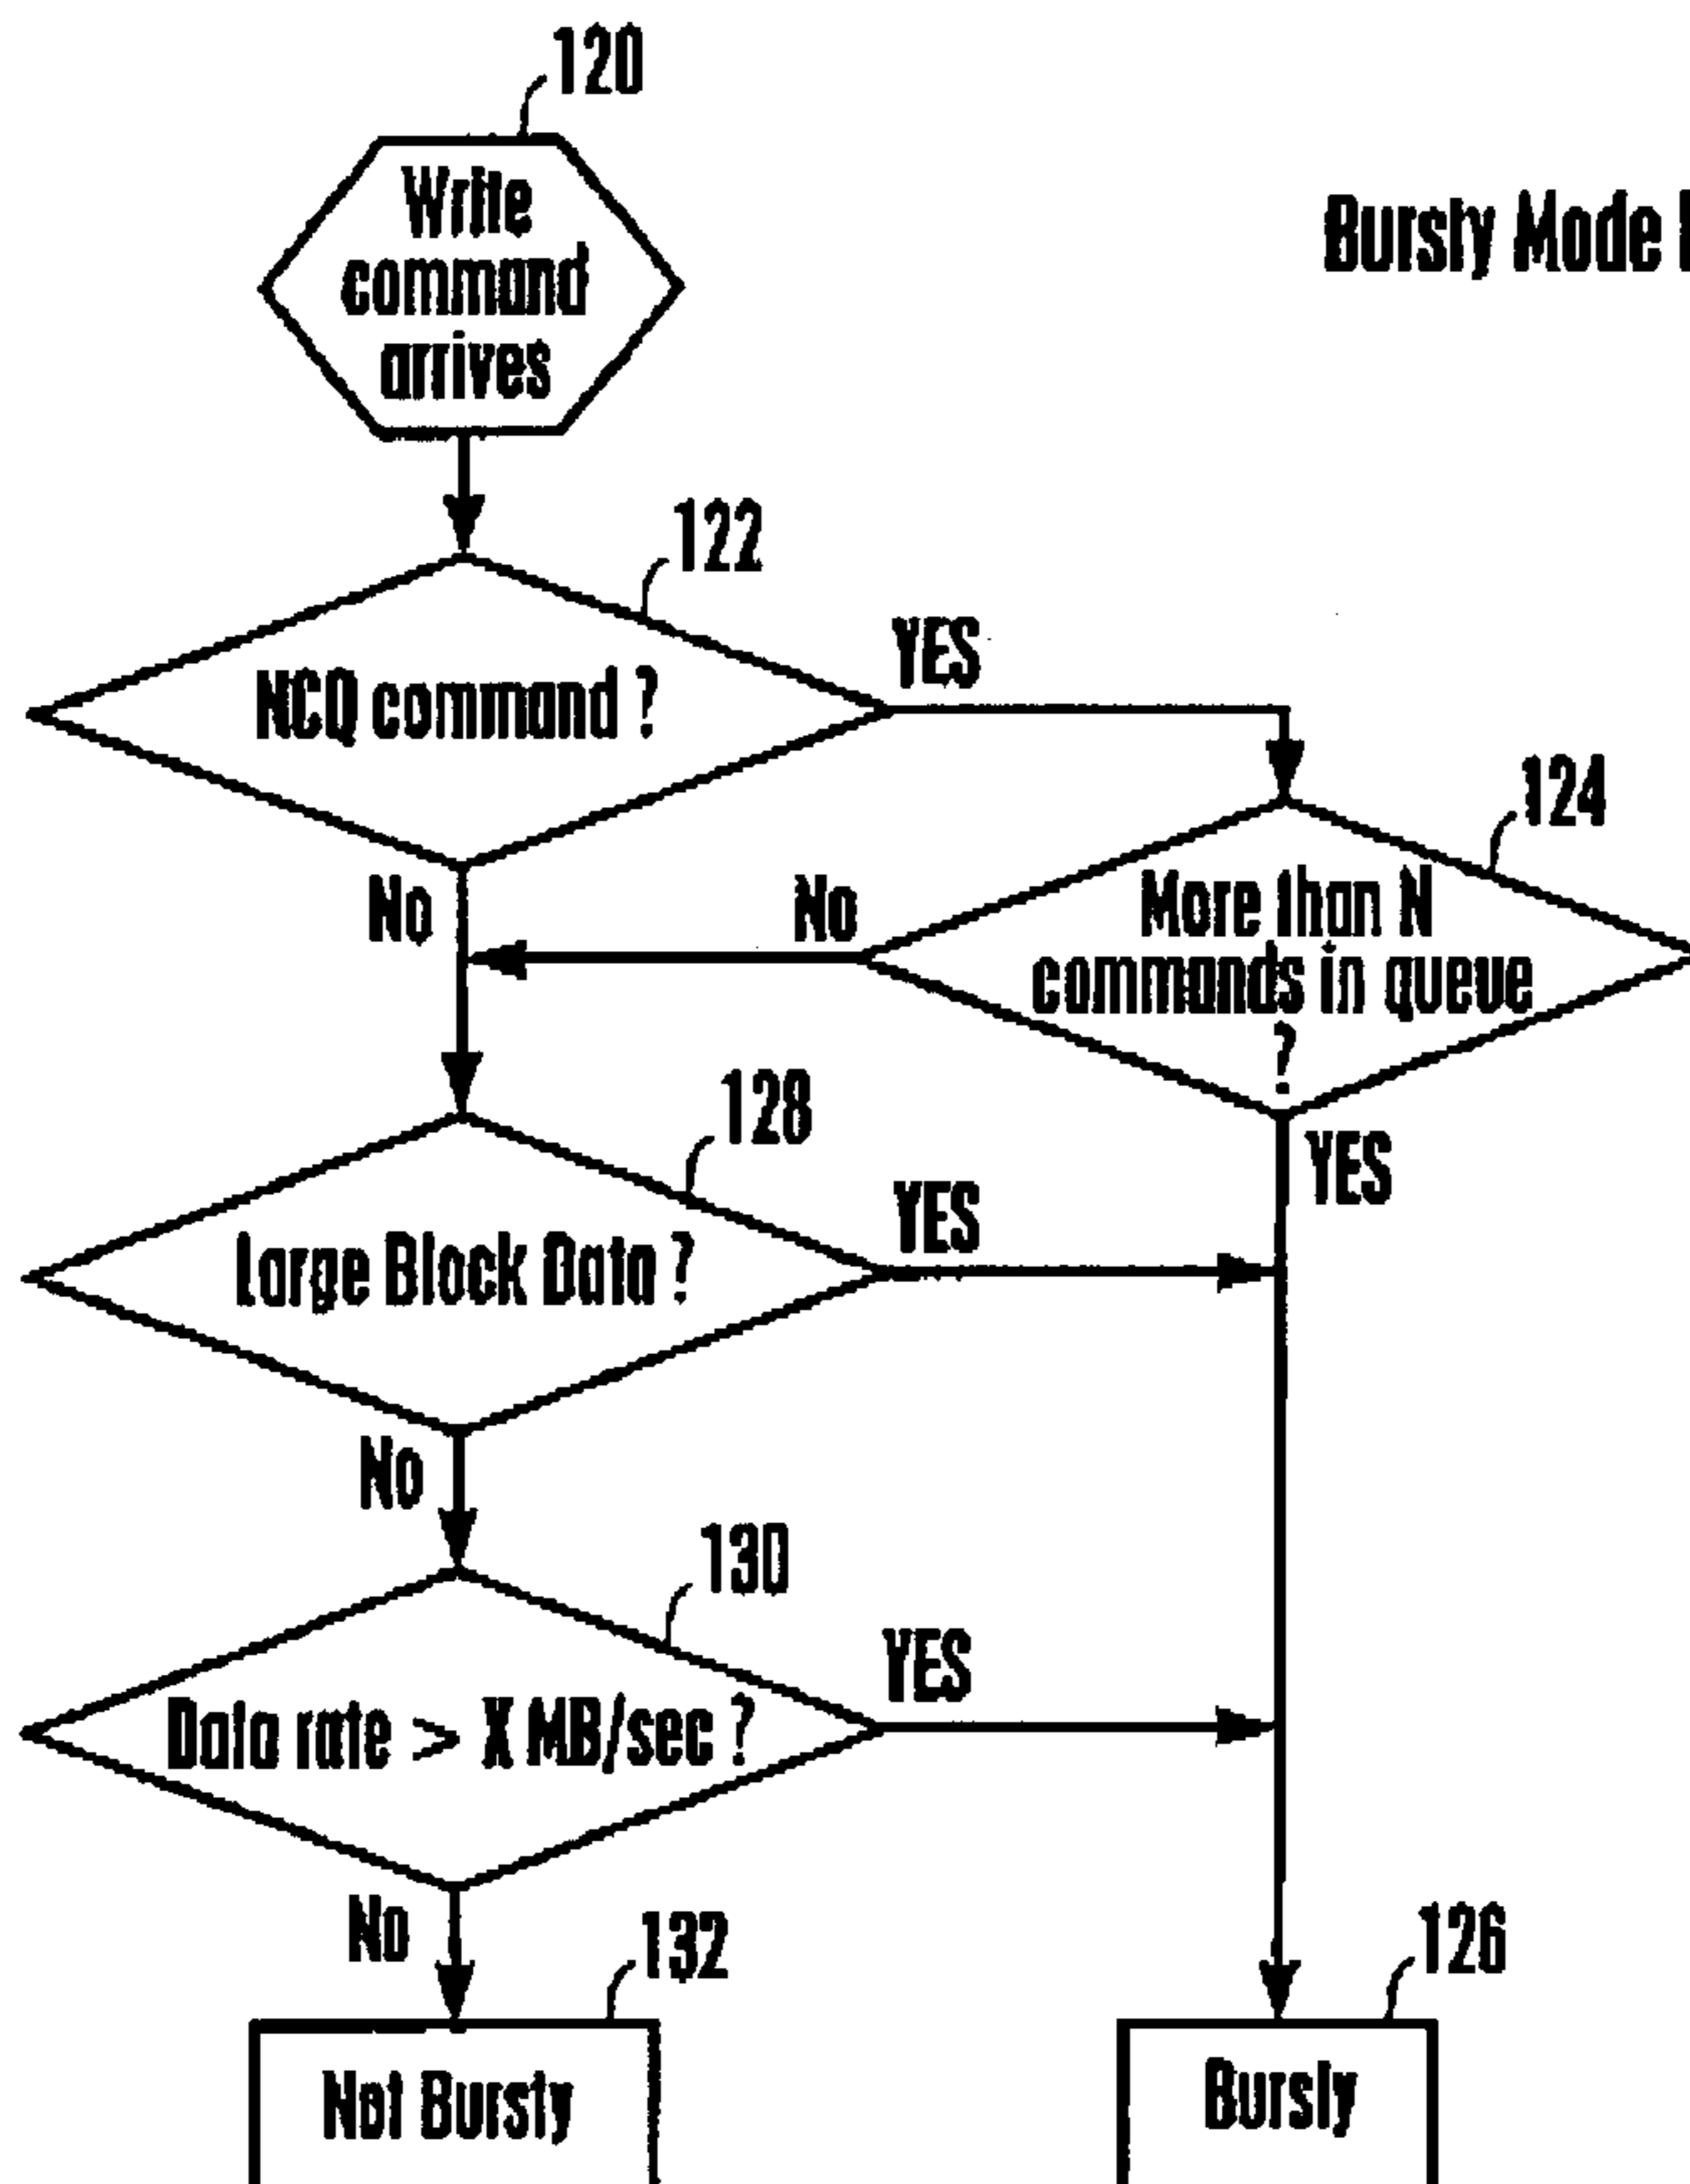 120
Write
command
arrives
Bursty Mode
122
NCQ command ?
YES
124
No
No
More than N
commands in queue
?
128
YES
Large Block Data ?
YES
No
130
Data rate > X MB/sec ?
YES
No
132
126
Not Bursty
Bursty